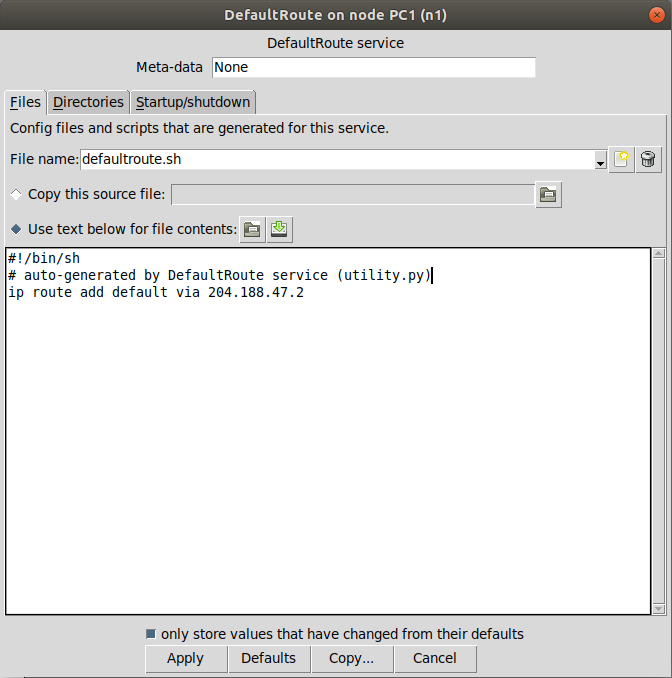 DefaultRoute on node PC1 (n1)
DefaultRoute service
Meta-data None
Files Directories Startup/shutdown
Config files and scripts that are generated for this service.
File name: defaultroute.sh
Copy this source file:
Use text below for file contents:
#!/bin/sh
# auto-generated by DefaultRoute service (utility.py)
ip route add default via 204.188.47.2
only store values that have changed from their defaults
Apply Defaults Copy... Cancel